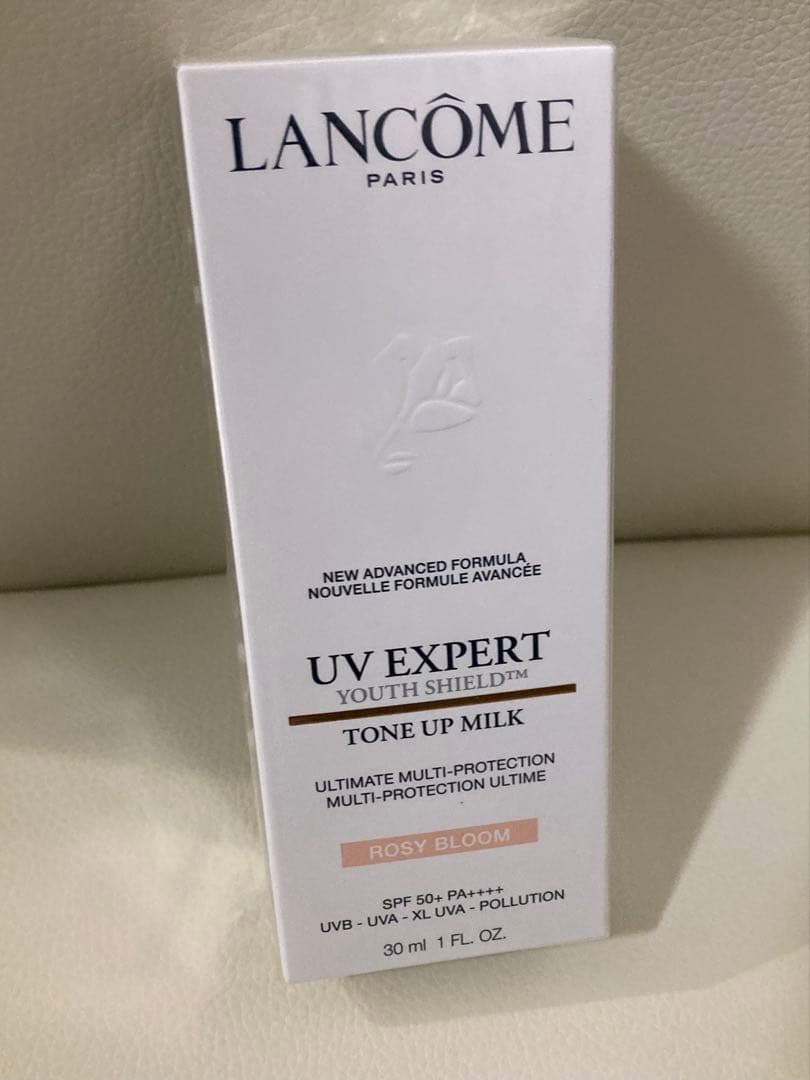 LANCÔME
PARIS
NEW ADVANCED FORMULA
NOUVELLE FORMULE AVANCÉE
UV EXPERT
YOUTH SHIELD™
TONE UP MILK
ULTIMATE MULTI-PROTECTION
MULTI-PROTECTION ULTIME
ROSY BLOOM
SPF 50+ PA++++
UVB - UVA - XL UVA - POLLUTION
30 ml 1 FL. OZ.